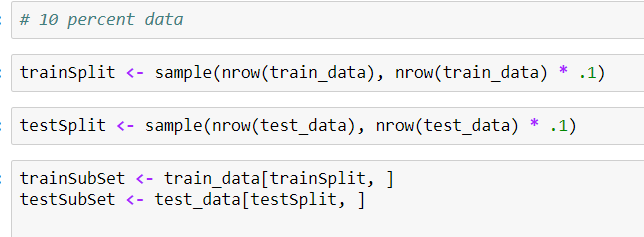 # 10 percent data
trainSplit <- sample(nrow(train_data), nrow(train_data) * .1)
testSplit <- sample(nrow(test_data), nrow(test_data) * .1)
trainSubSet <- train_data[trainSplit, ]
testSubSet <- test_data[testSplit, ]